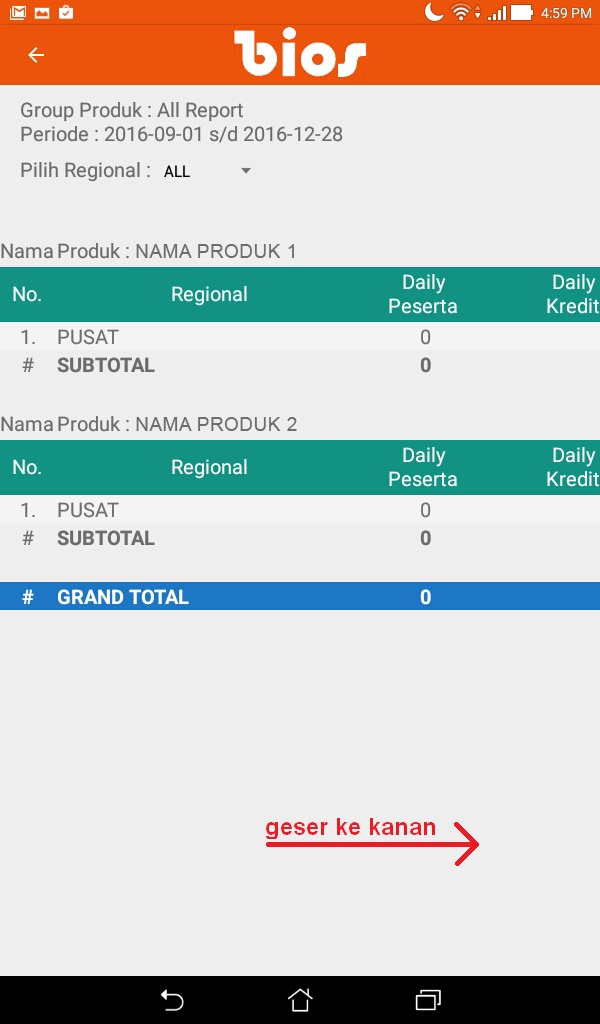 4:59 PM
bios
Group Produk : All Report
Periode : 2016-09-01 s/d 2016-12-28
Pilih Regional : ALL
Nama Produk : NAMA PRODUK 1
No. Regional Daily Peserta Daily Kredit
1. PUSAT 0
# SUBTOTAL 0
Nama Produk : NAMA PRODUK 2
No. Regional Daily Peserta Daily Kredit
1. PUSAT 0
# SUBTOTAL 0
# GRAND TOTAL 0
geser ke kanan